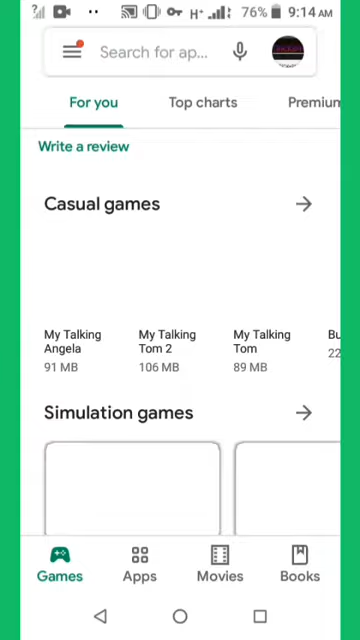 H+ 76% 9:14 AM
Search for ap...
For you Top charts Premium
Write a review
Casual games
My Talking Angela
My Talking Tom 2
My Talking Tom
Bu
91 MB 106 MB 89 MB 22
Simulation games
Games Apps Movies Books